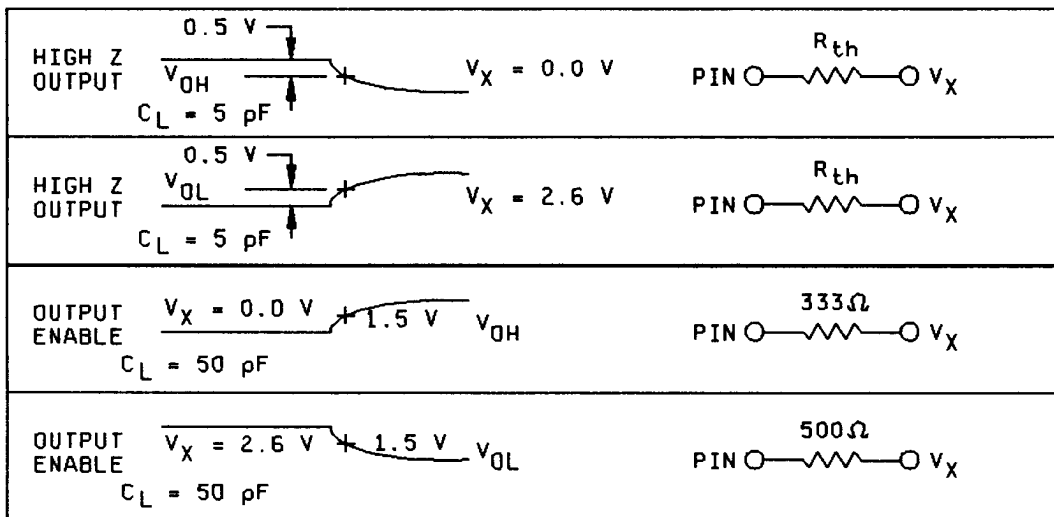 0.5 V
HIGH Z OUTPUT
V_OH
V_X = 0.0 V
C_L = 5 pF
R_th
PIN V_X
0.5 V
HIGH Z OUTPUT
V_OL
V_X = 2.6 V
C_L = 5 pF
R_th
PIN V_X
OUTPUT ENABLE
V_X = 0.0 V
1.5 V
V_OH
C_L = 50 pF
333Ω
PIN V_X
OUTPUT ENABLE
V_X = 2.6 V
1.5 V
V_OL
C_L = 50 pF
500Ω
PIN V_X